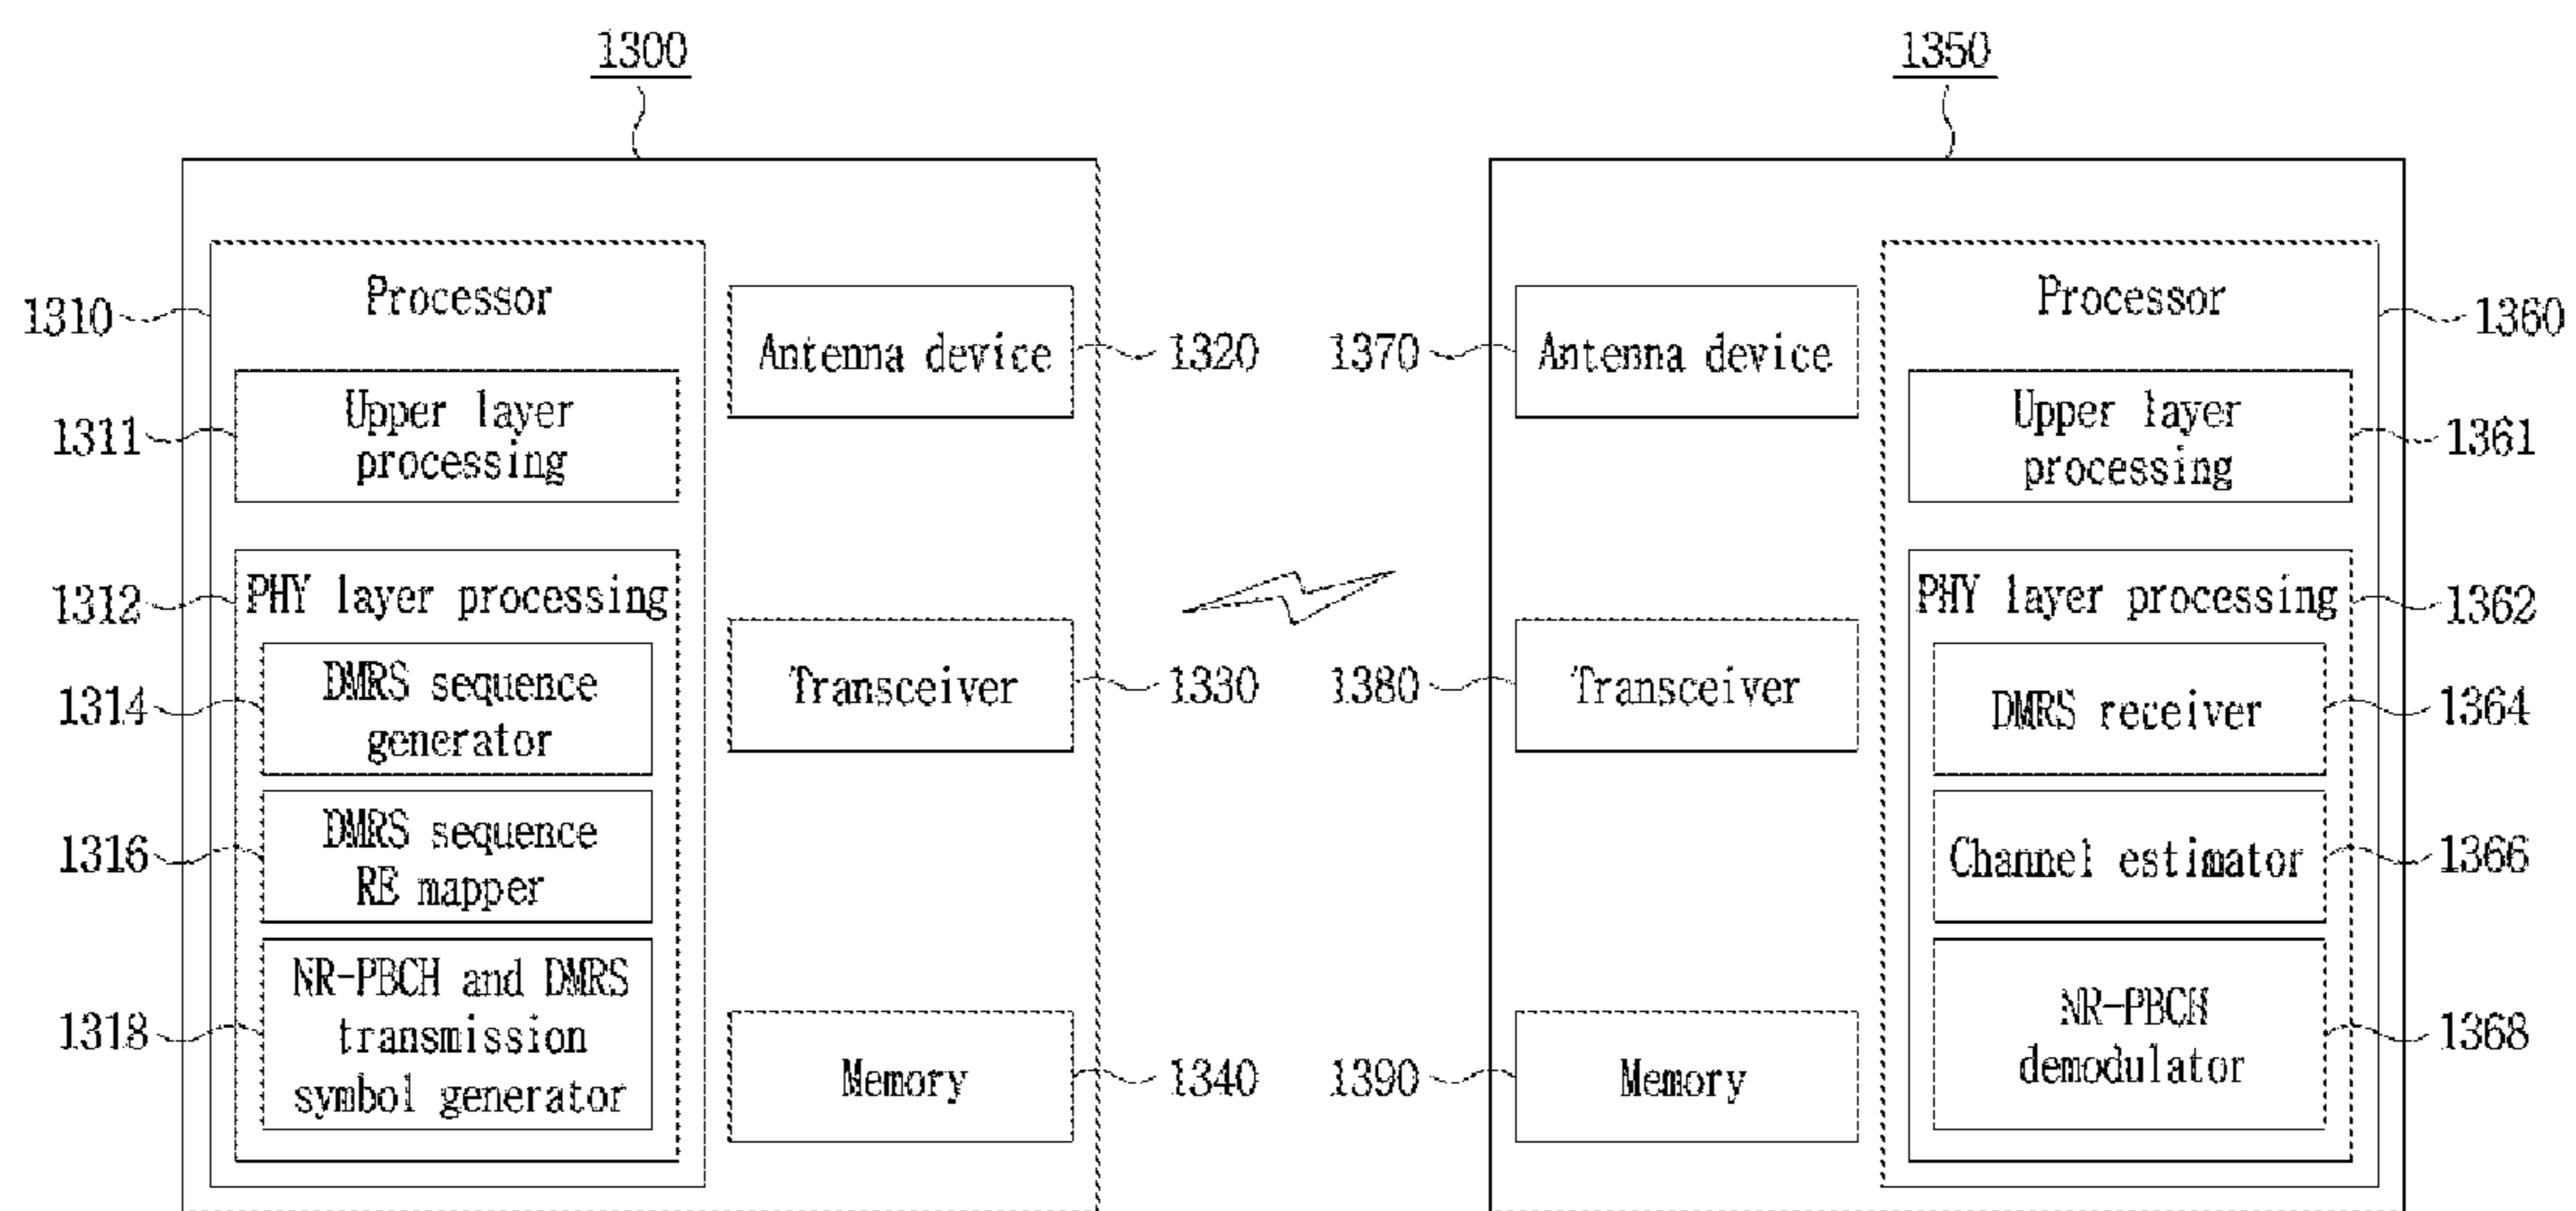 1300
1350
Processor
1310
Antenna device
1320
Upper layer
processing
1311
PHY layer processing
1312
DMRS sequence
generator
1314
Transceiver
1330
DMRS sequence
RE mapper
1316
NR-PBCH and DMRS
transmission
symbol generator
1318
Memory
1340
1370
Antenna device
Processor
1360
Upper layer
processing
1361
PHY layer processing
1362
1380
Transceiver
DMRS receiver
1364
Channel estimator
1366
1390
Memory
NR-PBCH
demodulator
1368